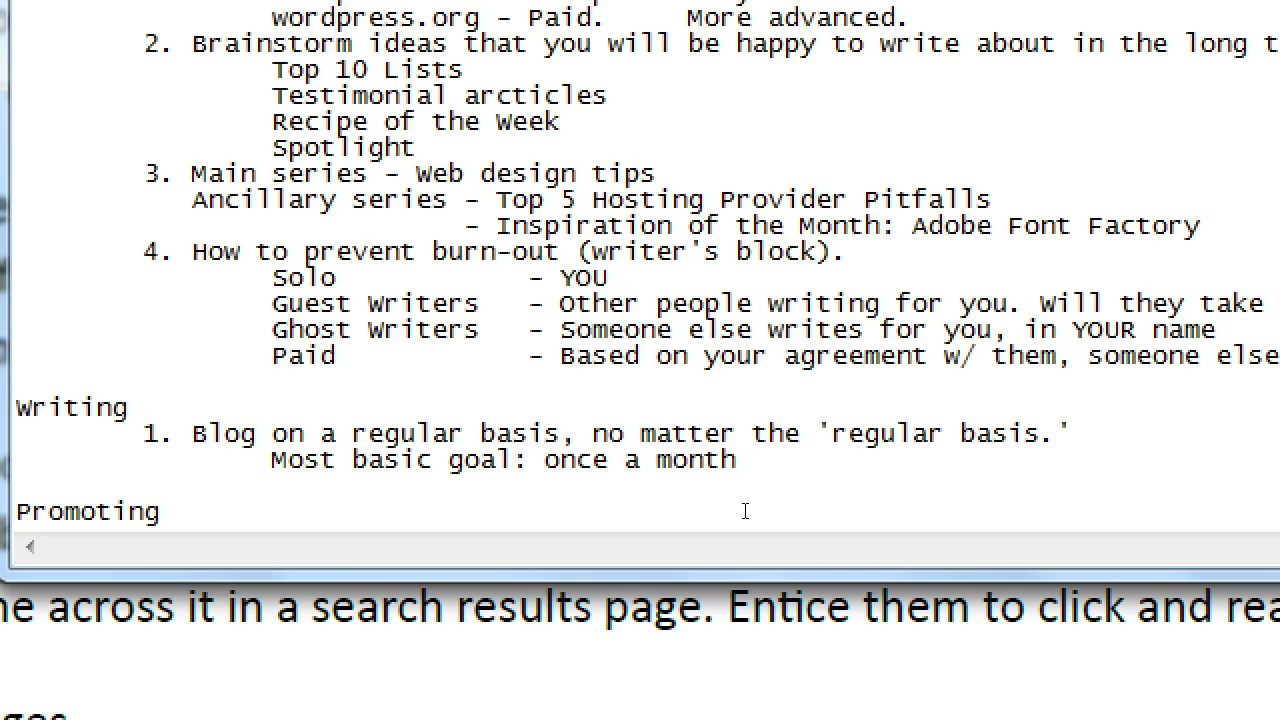 wordpress.org - Paid. More advanced.
2. Brainstorm ideas that you will be happy to write about in the long
Top 10 Lists
Testimonial arcticles
Recipe of the Week
Spotlight
3. Main series - Web design tips
Ancillary series - Top 5 Hosting Provider Pitfalls
- Inspiration of the Month: Adobe Font Factory
4. How to prevent burn-out (writer's block).
Solo - YOU
Guest Writers - Other people writing for you. Will they take
Ghost Writers - Someone else writes for you, in YOUR name
Paid - Based on your agreement w/ them, someone else
Writing
1. Blog on a regular basis, no matter the 'regular basis.'
Most basic goal: once a month
Promoting
across it in a search results page. Entice them to click and